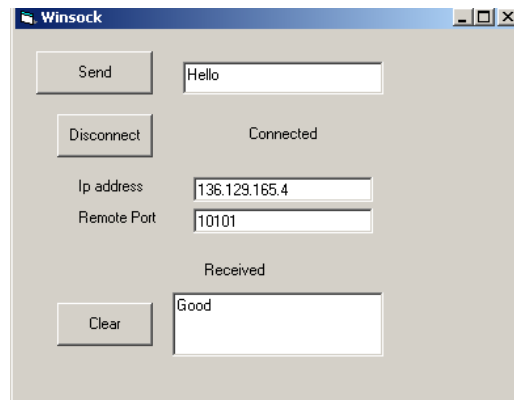 Winsock
Send Hello
Disconnect Connected
Ip address 136.129.165.4
Remote Port 10101
Received
Good
Clear